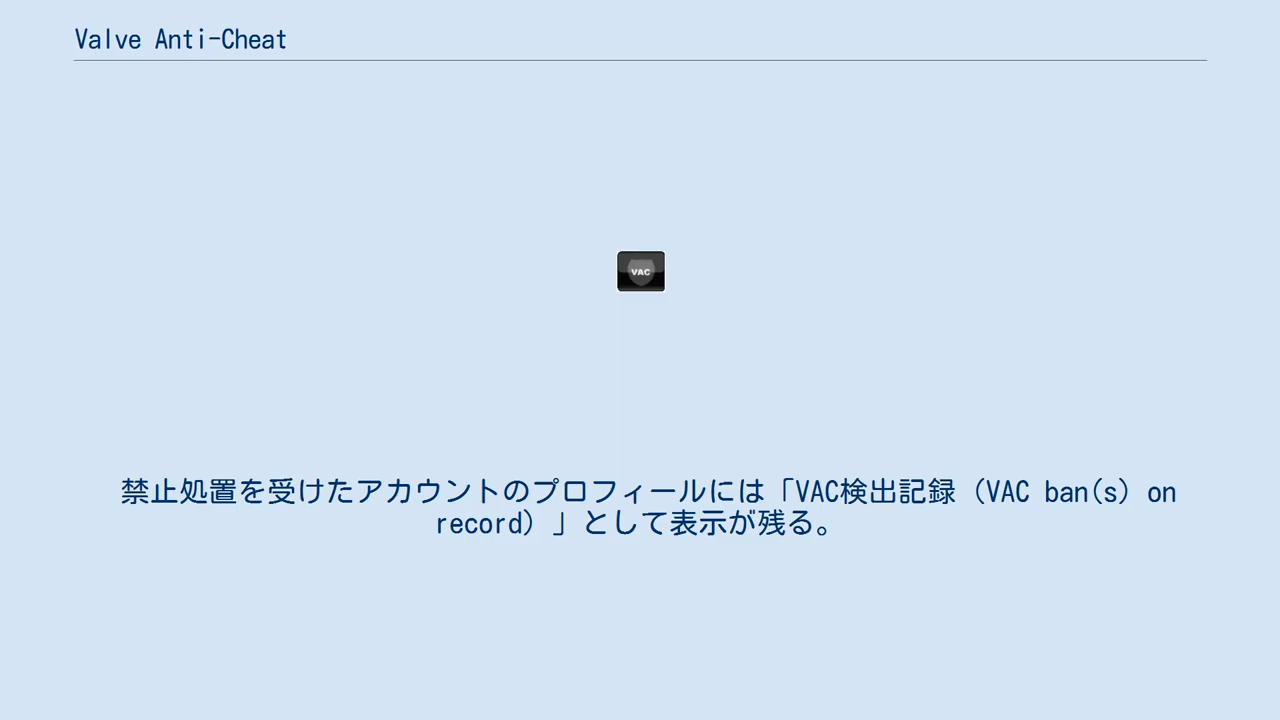 Valve Anti-Cheat
VAC
禁止処置を受けたアカウントのプロフィールには「VAC検出記録（VAC ban(s) on
record）」として表示が残る。